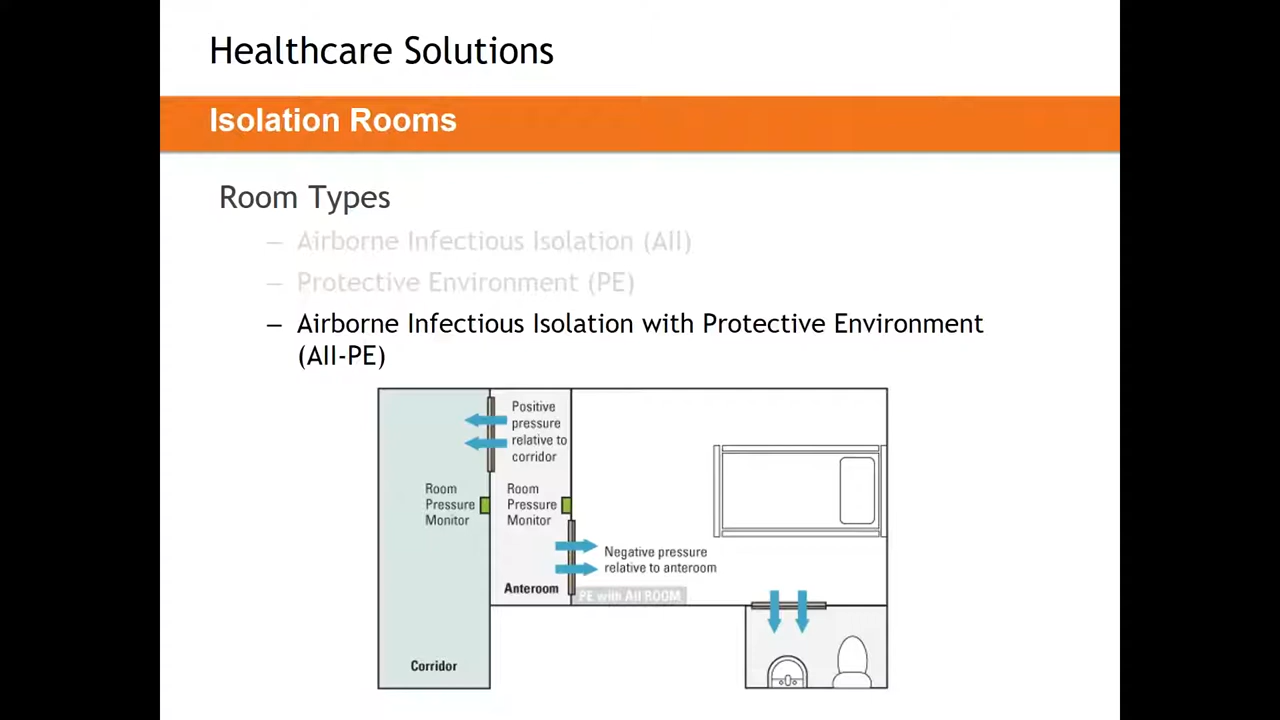 Healthcare Solutions
Isolation Rooms
Room Types
– Airborne Infectious Isolation (AII)
– Protective Environment (PE)
– Airborne Infectious Isolation with Protective Environment
(AII-PE)
Positive
pressure
relative to
corridor
Room
Pressure
Monitor
Room
Pressure
Monitor
Negative pressure
relative to anteroom
Anteroom
PE with AII ROOM
Corridor